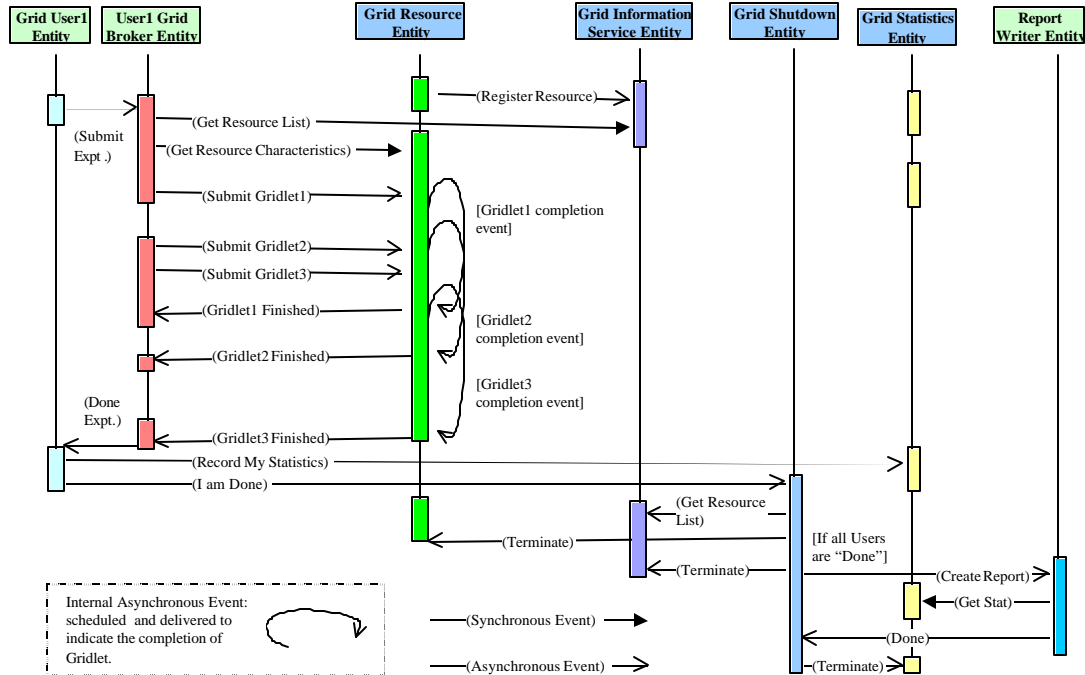 Grid User1
Entity
User1 Grid
Broker Entity
Grid Resource
Entity
Grid Information
Service Entity
Grid Shutdown
Entity
Grid Statistics
Entity
Report
Writer Entity
(Register Resource)
(Submit
Expt .)
(Get Resource List)
(Get Resource Characteristics)
(Submit Gridlet1)
[Gridlet1 completion
event]
(Submit Gridlet2)
(Submit Gridlet3)
(Gridlet1 Finished)
[Gridlet2
completion event]
(Gridlet2 Finished)
[Gridlet3
completion event]
(Done
Expt.)
(Gridlet3 Finished)
(Record My Statistics)
(I am Done)
(Get Resource
List)
(Terminate)
[If all Users
are “Done”]
(Terminate)
(Create Report)
(Get Stat)
(Done)
(Terminate)
Internal Asynchronous Event:
scheduled and delivered to
indicate the completion of
Gridlet.
(Synchronous Event)
(Asynchronous Event)